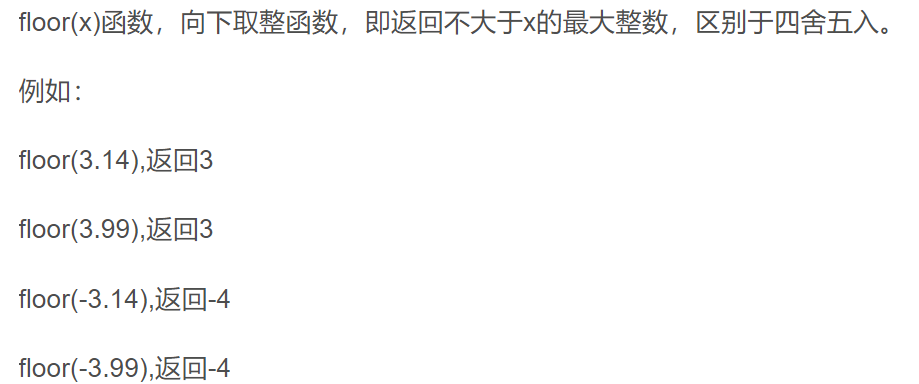 floor(x)函数，向下取整函数，即返回不大于x的最大整数，区别于四舍五入。
例如：
floor(3.14),返回3
floor(3.99),返回3
floor(-3.14),返回-4
floor(-3.99),返回-4